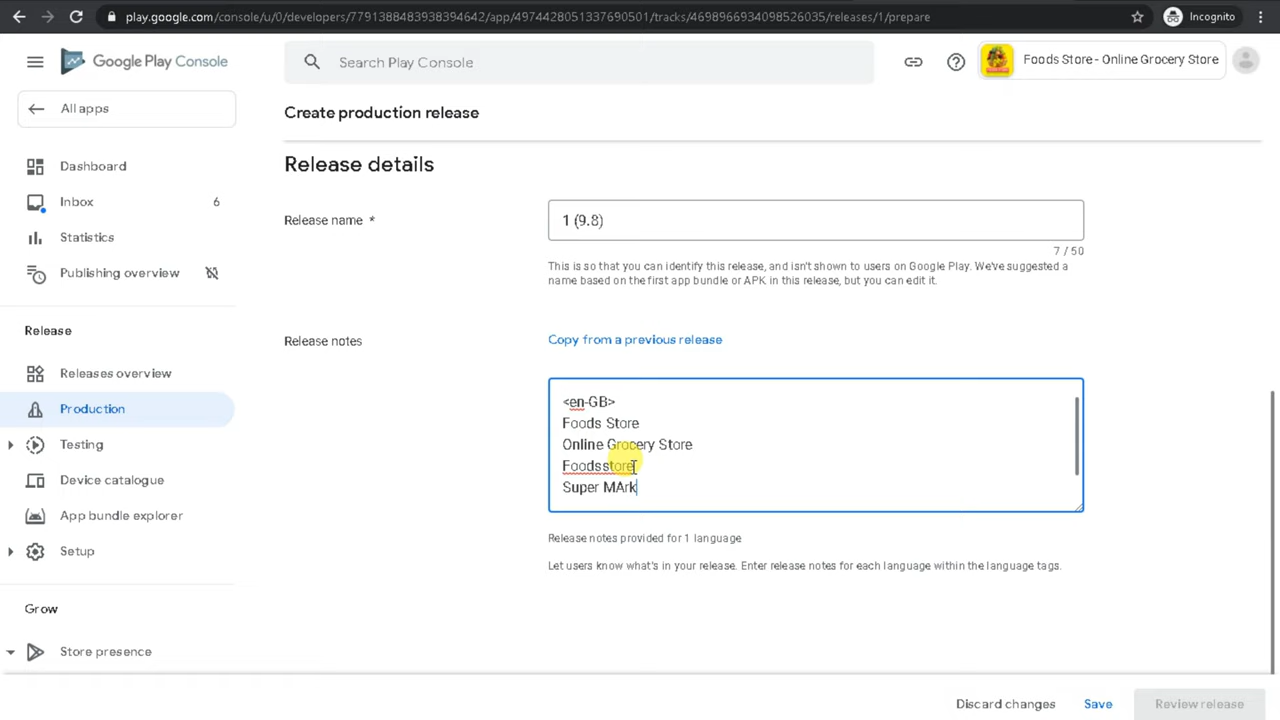 play.google.com/console/u/0/developers/7791388483938394642/app/4974428051337690501/tracks/4698966934098526035/releases/1/prepare
Incognito
Google Play Console
Search Play Console
Foods Store - Online Grocery Store
All apps
Create production release
Dashboard
Inbox 6
Statistics
Publishing overview
Release
Releases overview
Production
Testing
Device catalogue
App bundle explorer
Setup
Grow
Store presence
Release details
Release name *
1 (9.8)
7 / 50
This is so that you can identify this release, and isn't shown to users on Google Play. We've suggested a
name based on the first app bundle or APK in this release, but you can edit it.
Release notes
Copy from a previous release
<en-GB>
Foods Store
Online Grocery Store
Foodsstore
Super MArk
Release notes provided for 1 language
Let users know what's in your release. Enter release notes for each language within the language tags.
Discard changes
Save
Review release